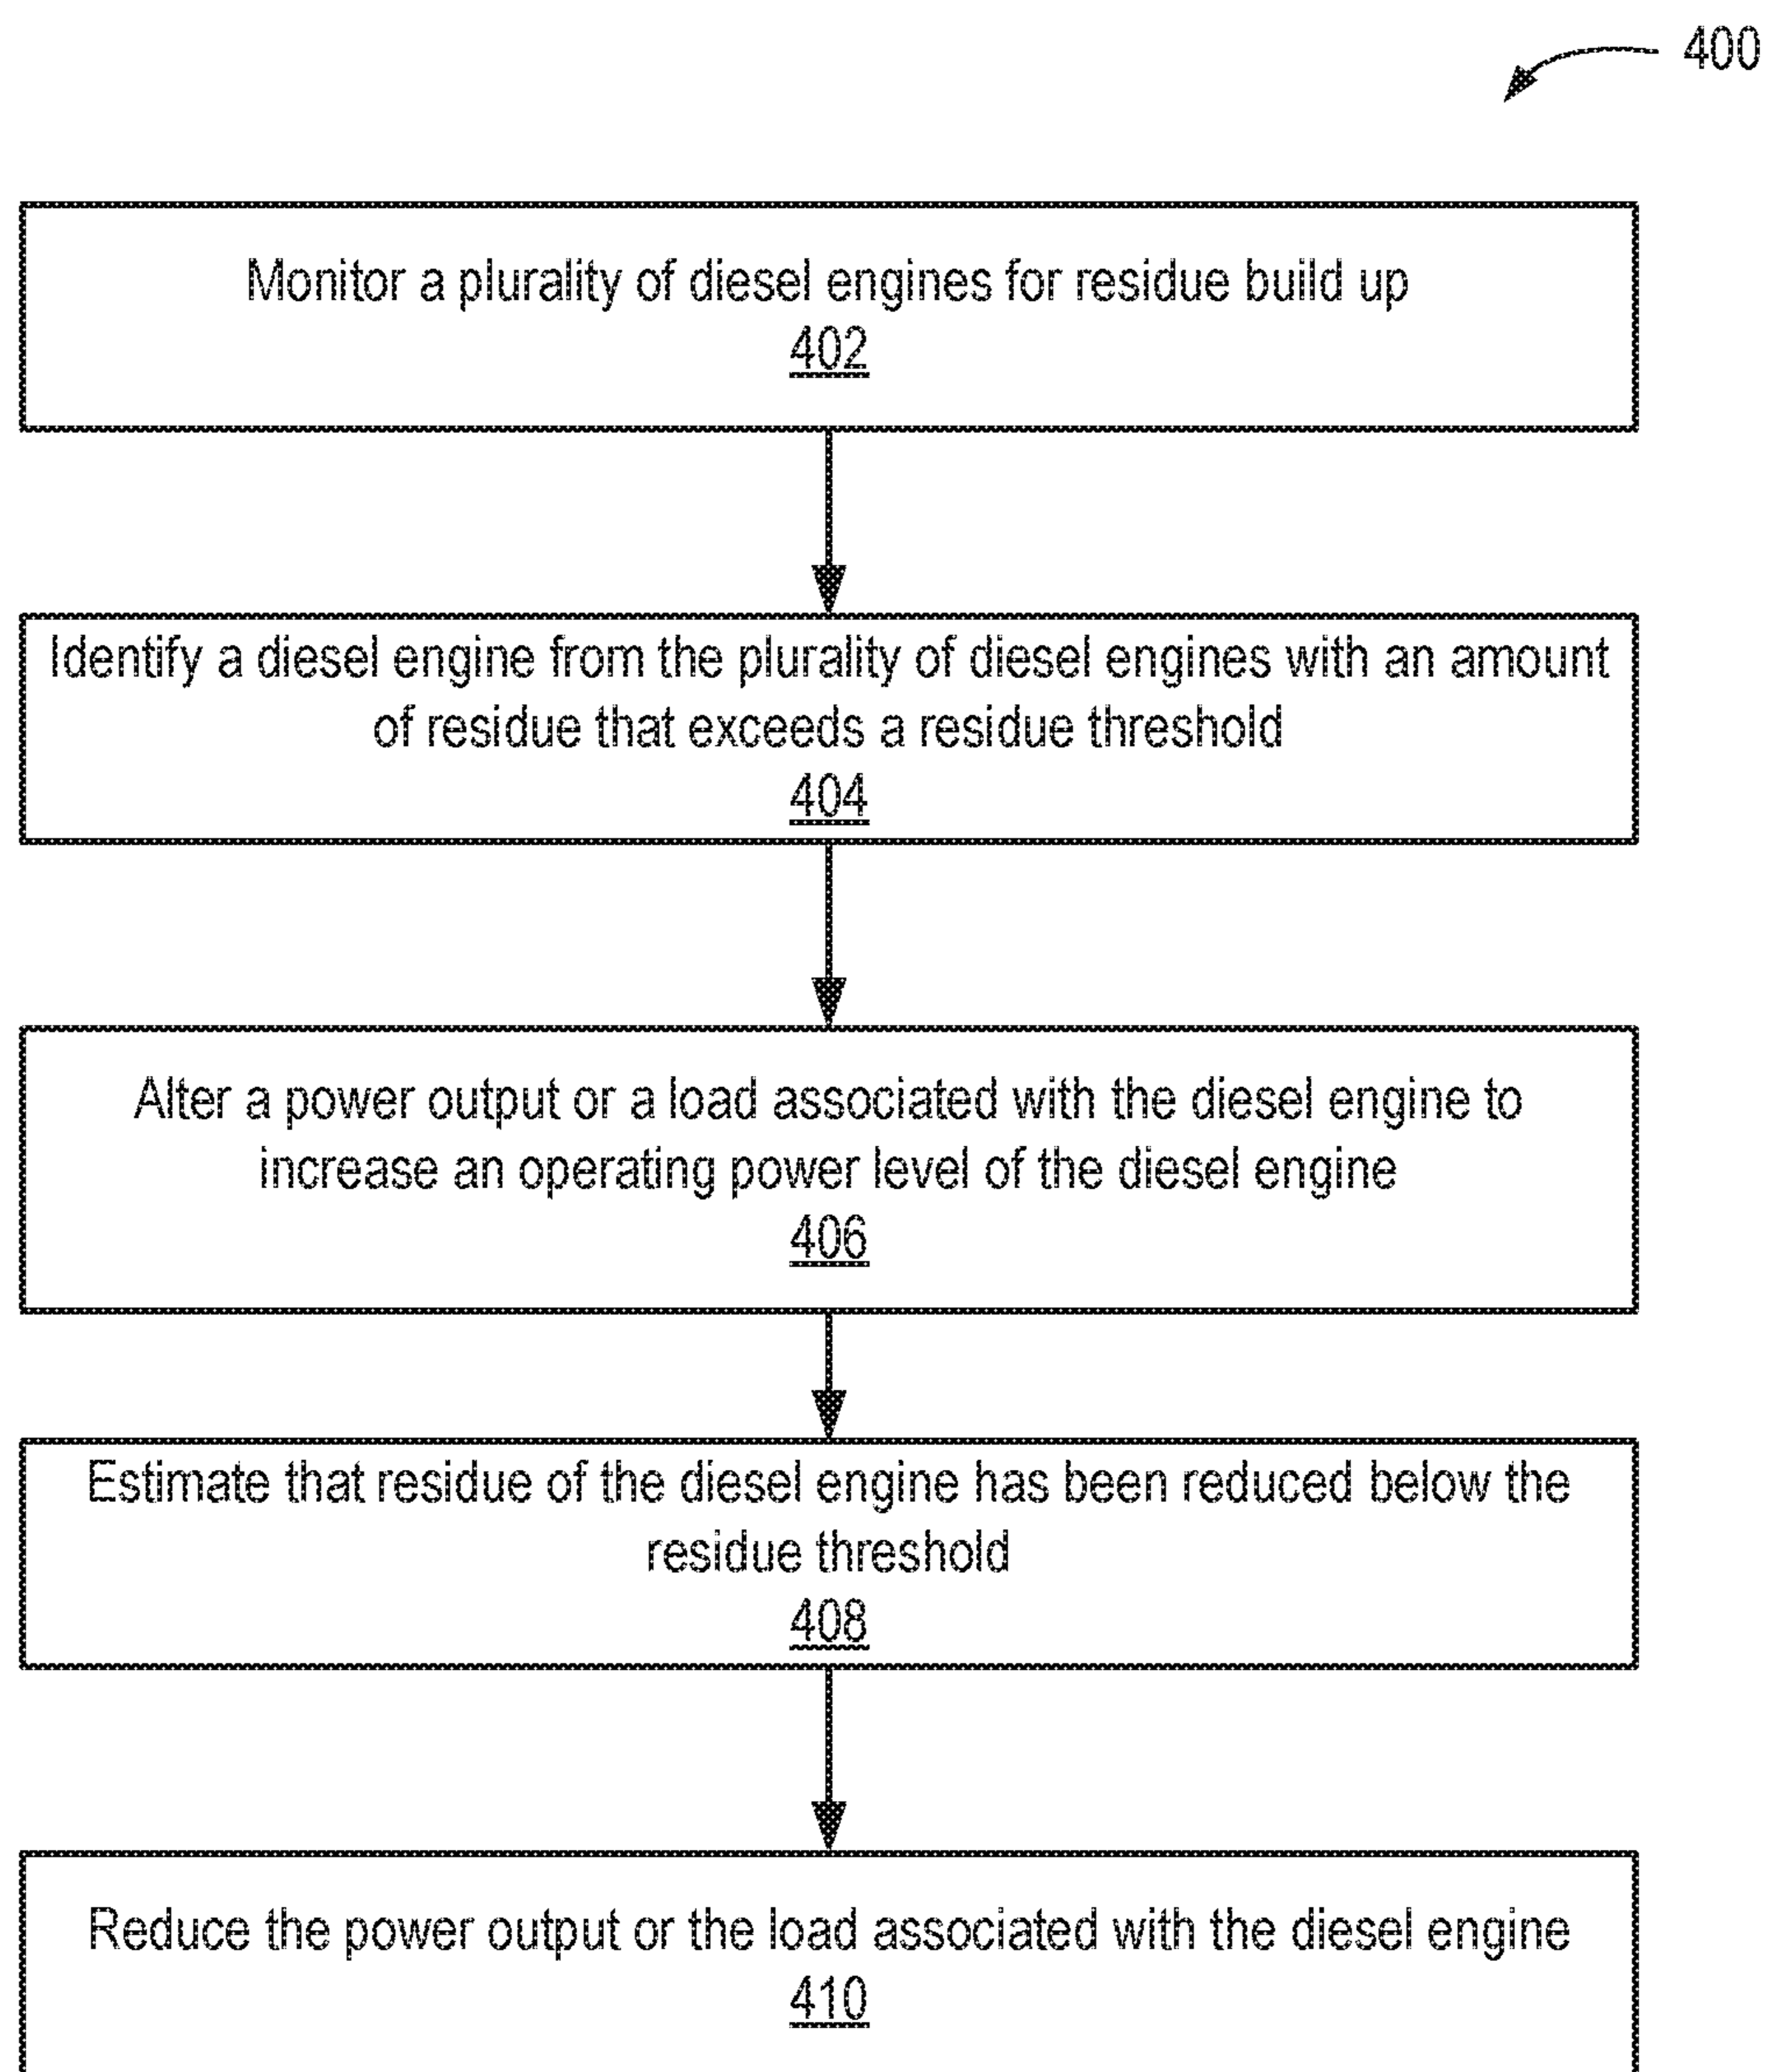 400
Monitor a plurality of diesel engines for residue build up
402
Identify a diesel engine from the plurality of diesel engines with an amount
of residue that exceeds a residue threshold
404
Alter a power output or a load associated with the diesel engine to
increase an operating power level of the diesel engine
406
Estimate that residue of the diesel engine has been reduced below the
residue threshold
408
Reduce the power output or the load associated with the diesel engine
410